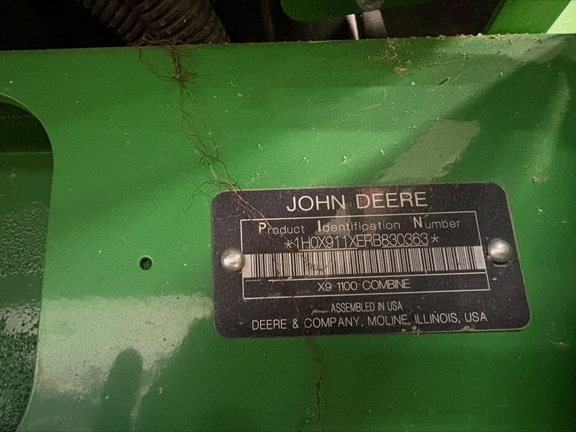 JOHN DEERE
Product Identification Number
*1H0X911XERB830363*
X9 1100 COMBINE
ASSEMBLED IN USA
DEERE & COMPANY, MOLINE, ILLINOIS, USA